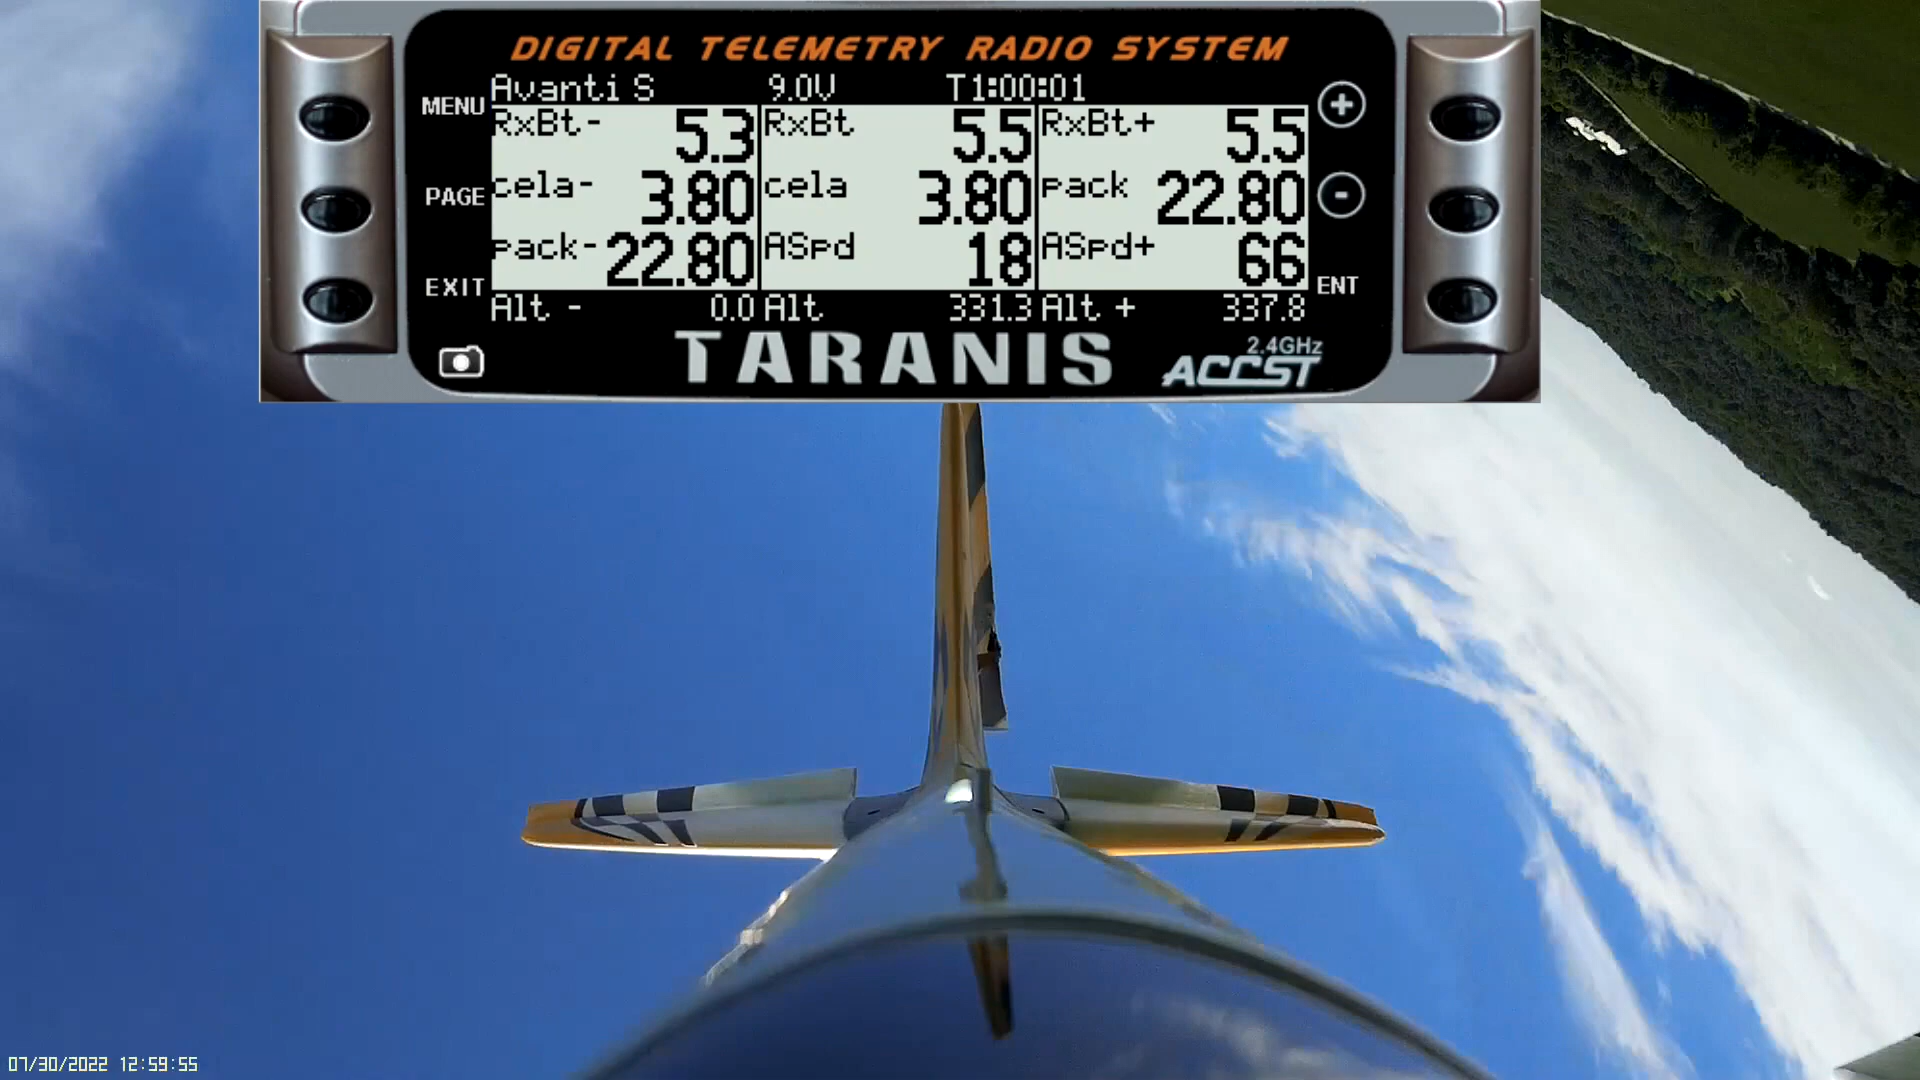 DIGITAL TELEMETRY RADIO SYSTEM
Avanti S 9.0V T1:00:01
MENU
RxBt- 5.3 RxBt 5.5 RxBt+ 5.5
PAGE cela- 3.80 cela 3.80 pack 22.80
pack- 22.80 ASpd 18 ASpd+ 66
EXIT ENT
Alt - 0.0 Alt 331.3 Alt + 337.8
TARANIS 2.4GHz
ACCST
07/30/2022 12:59:55